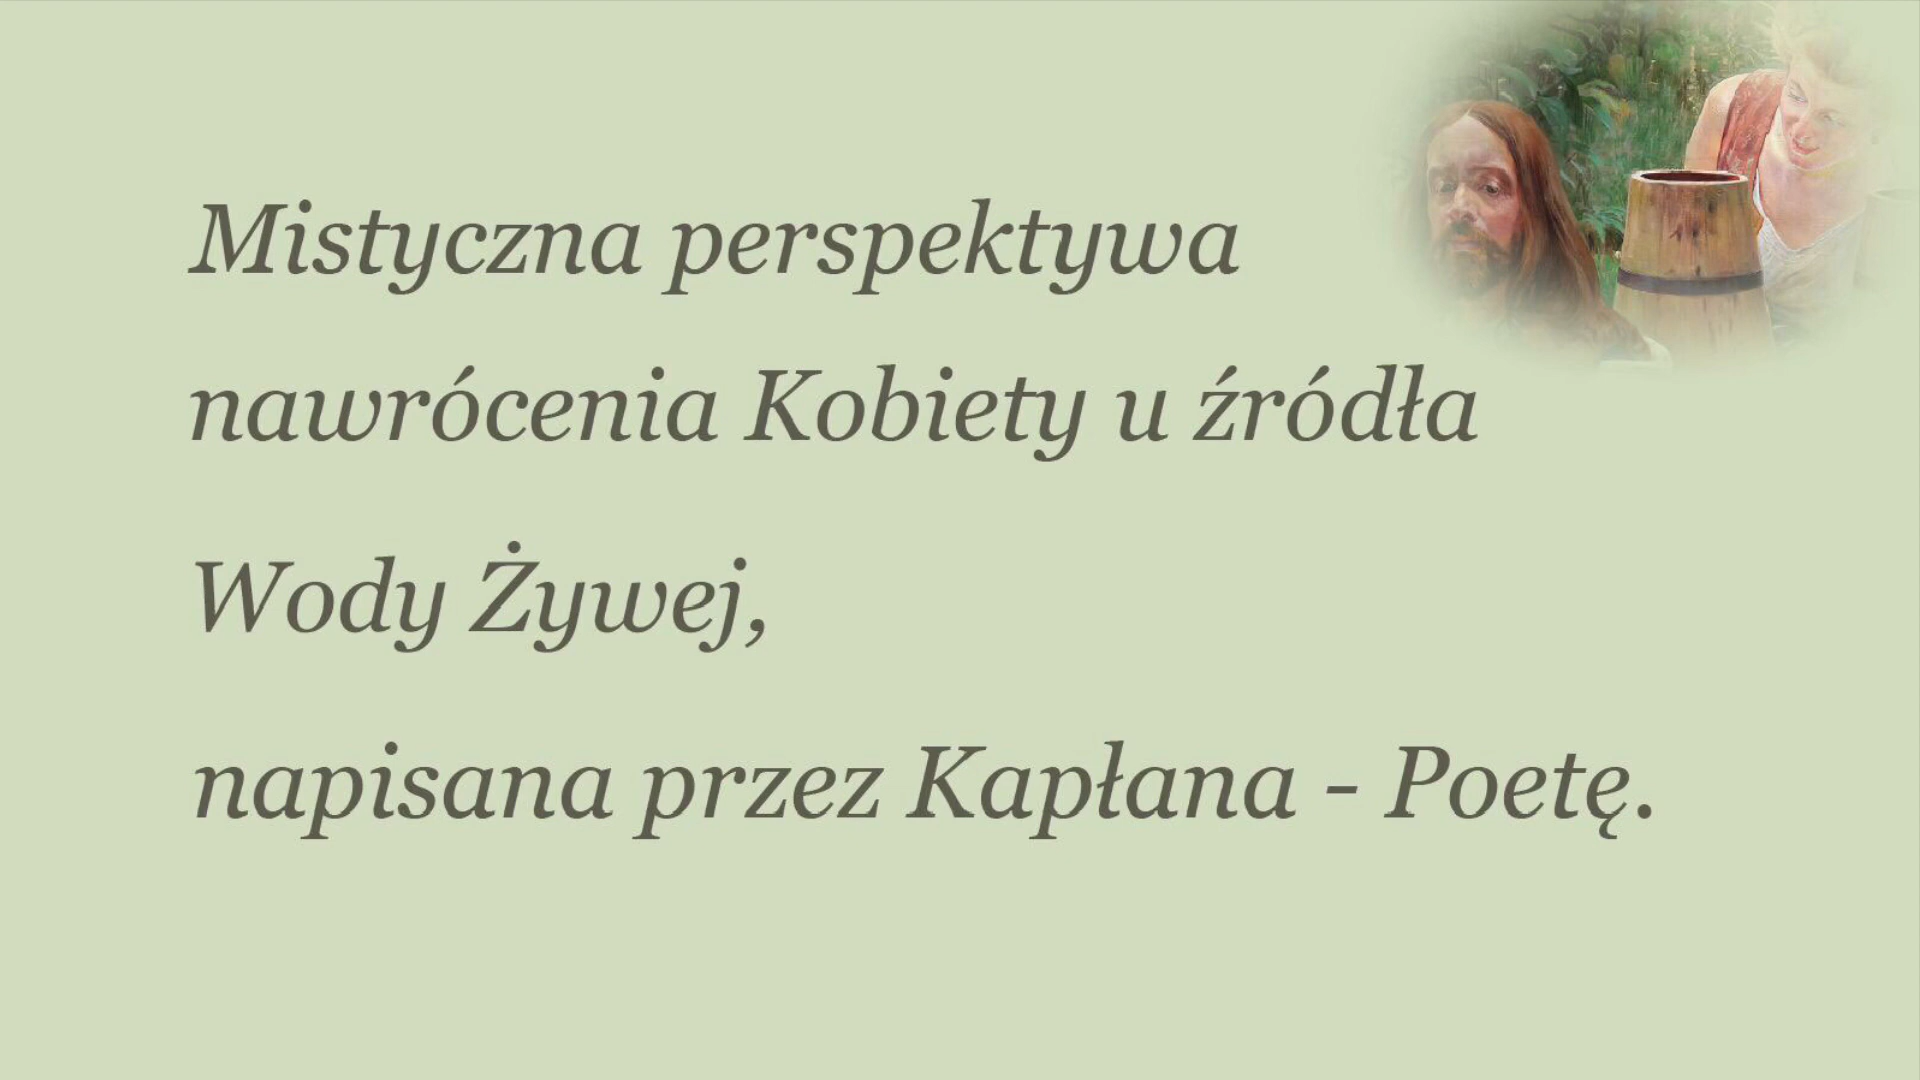 Mistyczna perspektywa
nawrócenia Kobiety u źródła
Wody Żywej,
napisana przez Kapłana - Poetę.